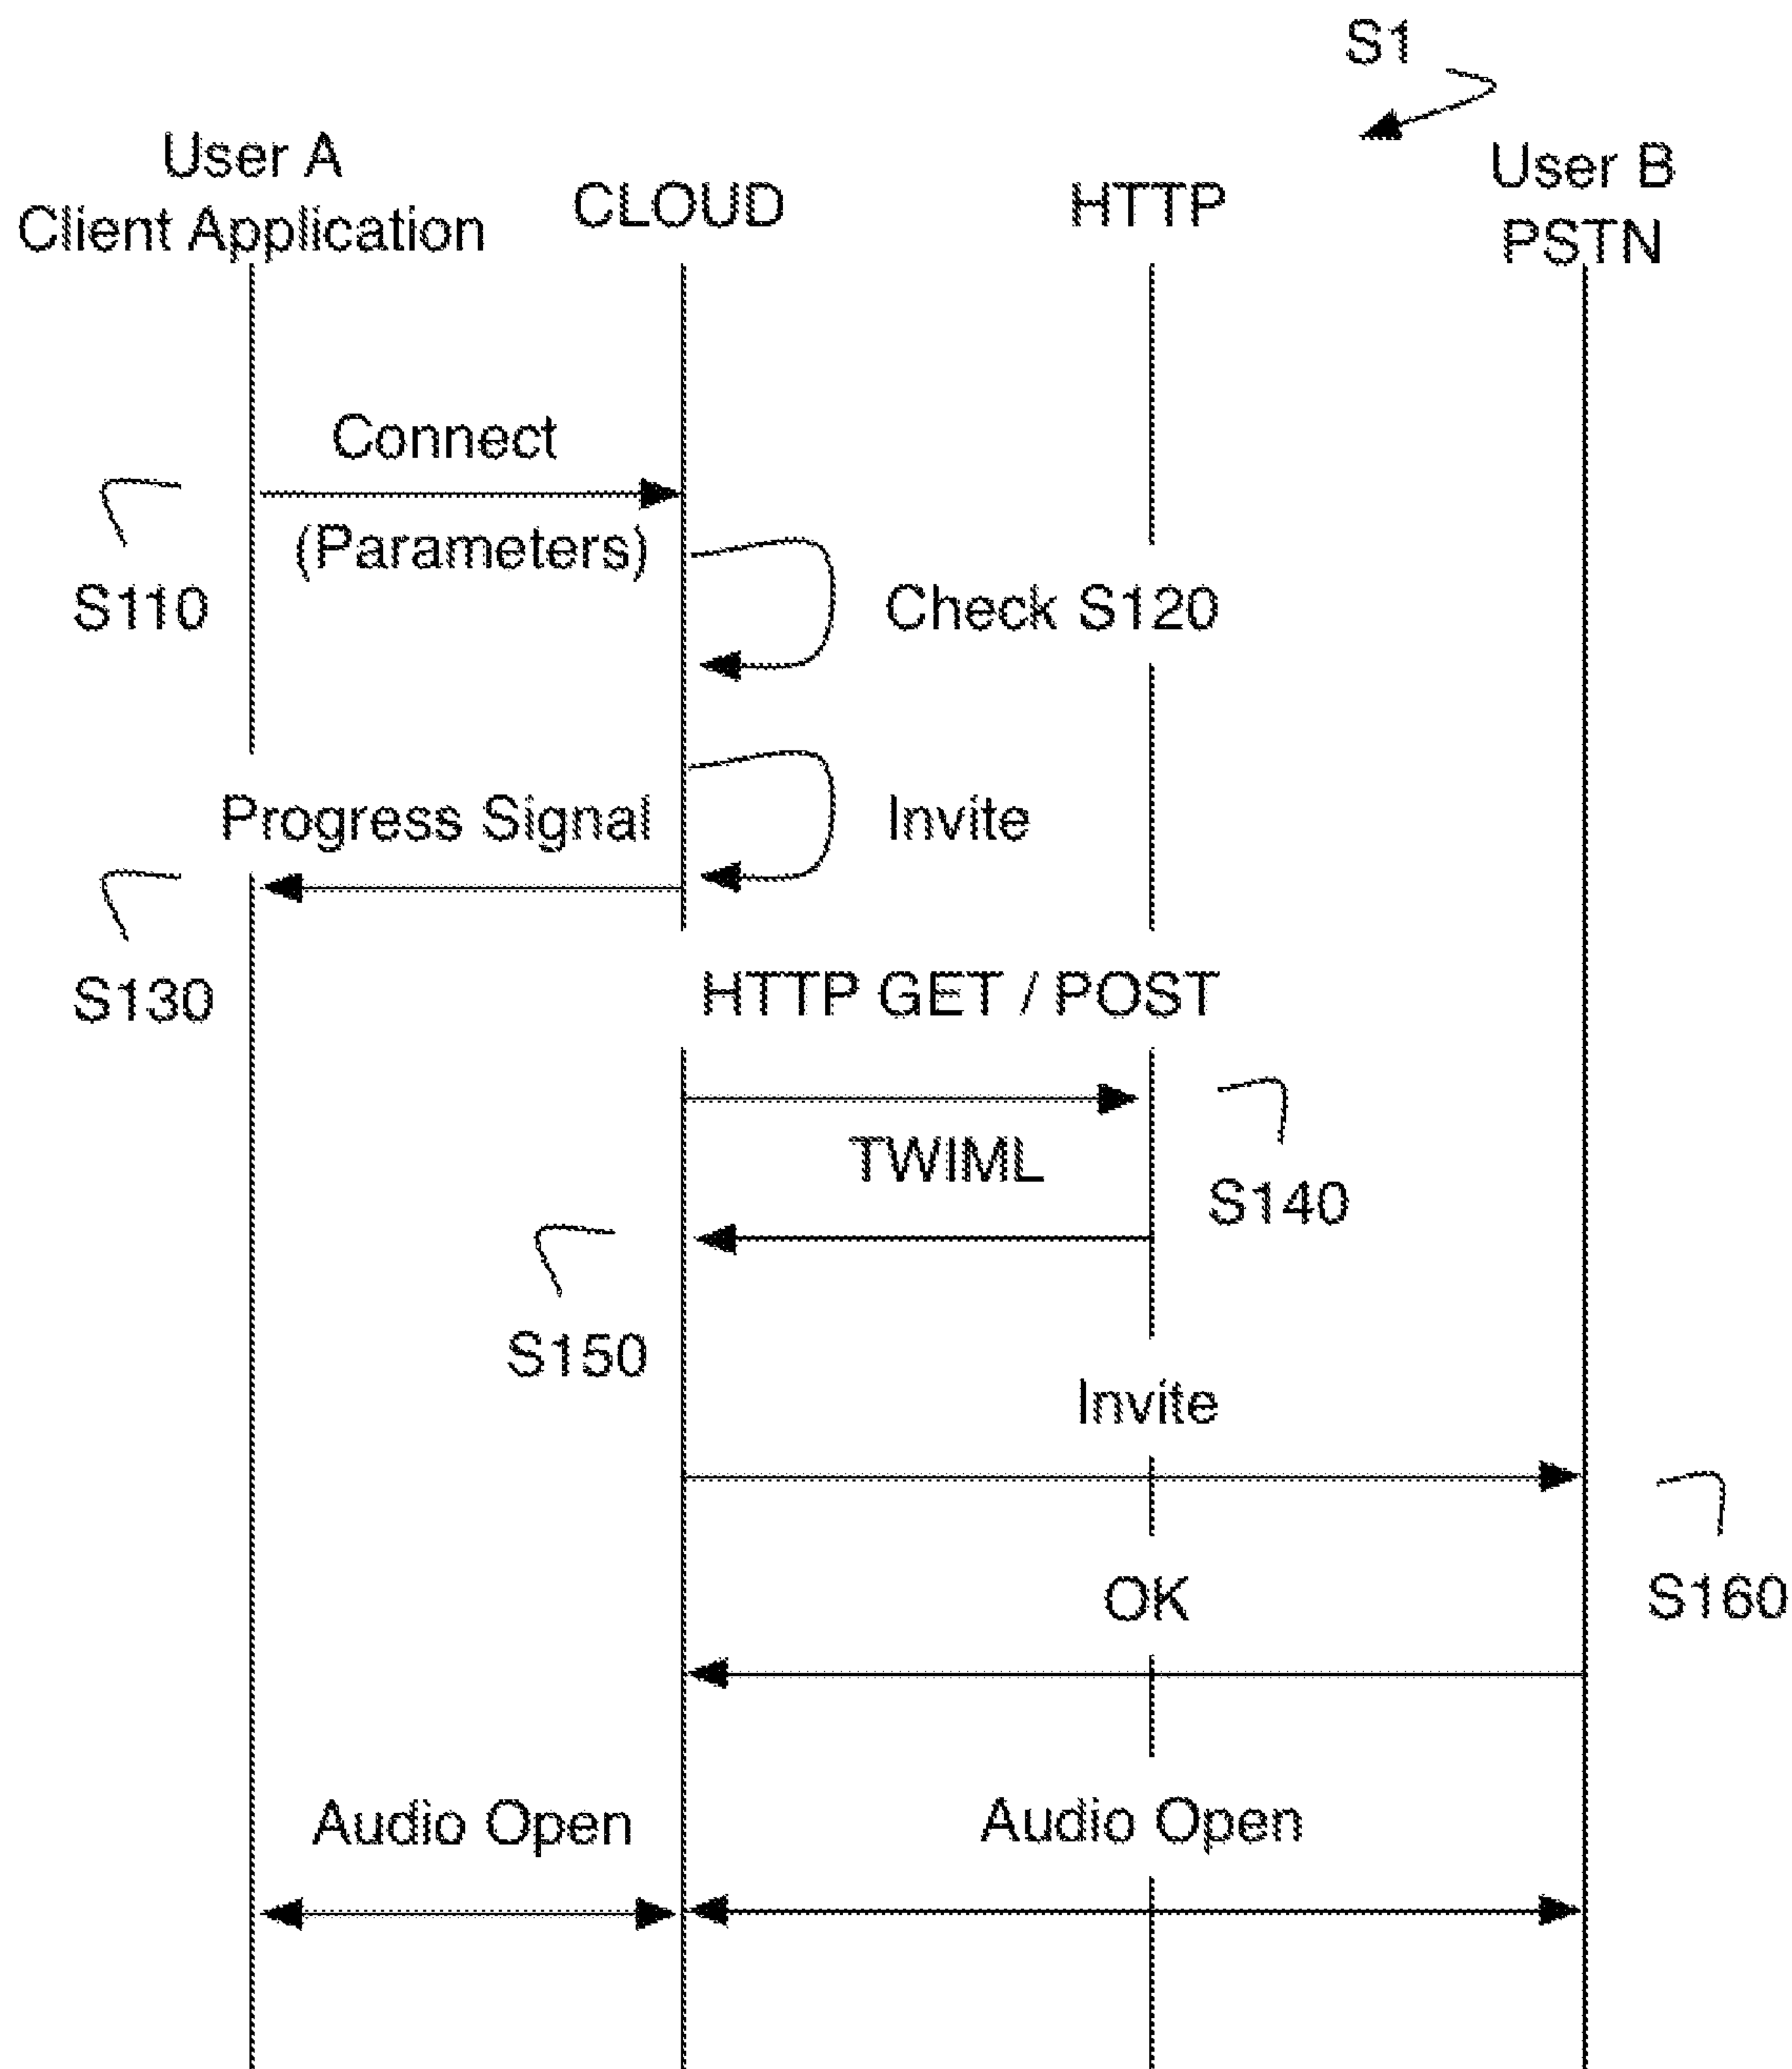 S1
User A
Client Application
CLOUD
HTTP
User B
PSTN
Connect
(Parameters)
S110
Check S120
Progress Signal
Invite
S130
HTTP GET / POST
TWIML
S140
S150
Invite
OK
S160
Audio Open
Audio Open